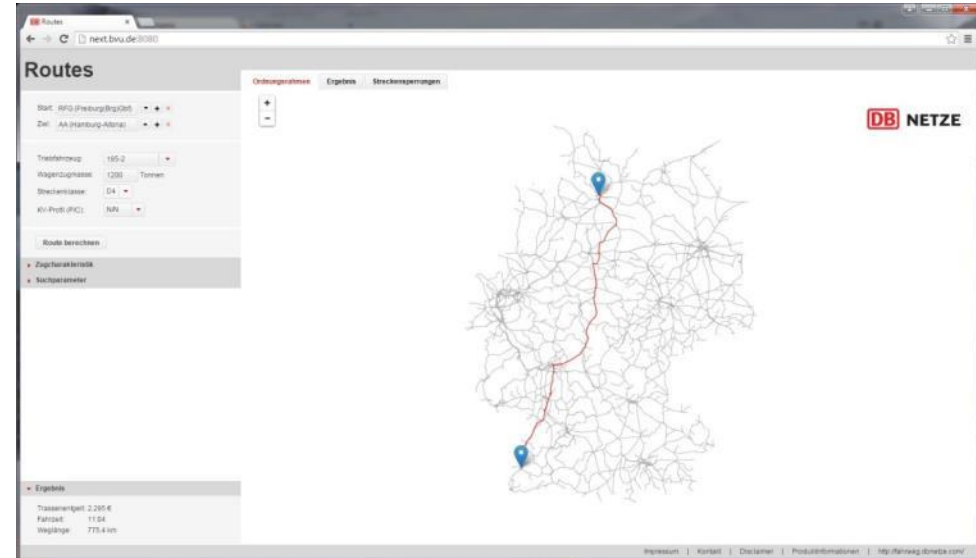 Routes
next.bvu.de:8080
Routes
Ordnungsrahmen Ergebnis Streckensperrungen
Start: RFG (Freiburg(Brg)Gbf)
Ziel: AA (Hamburg-Altona)
+
−
DB NETZE
Triebfahrzeug: 185-2
Wagenzugmasse: 1200 Tonnen
Streckenklasse: D4
KV-Profil (P/C): N/N
Route berechnen
Zugcharakteristik
Suchparameter
Ergebnis
Trassenentgelt: 2.285 €
Fahrzeit: 11:04
Weglänge: 775.4 km
Impressum | Kontakt | Disclaimer | Produktinformationen | http://fahrweg.dbnetze.com/